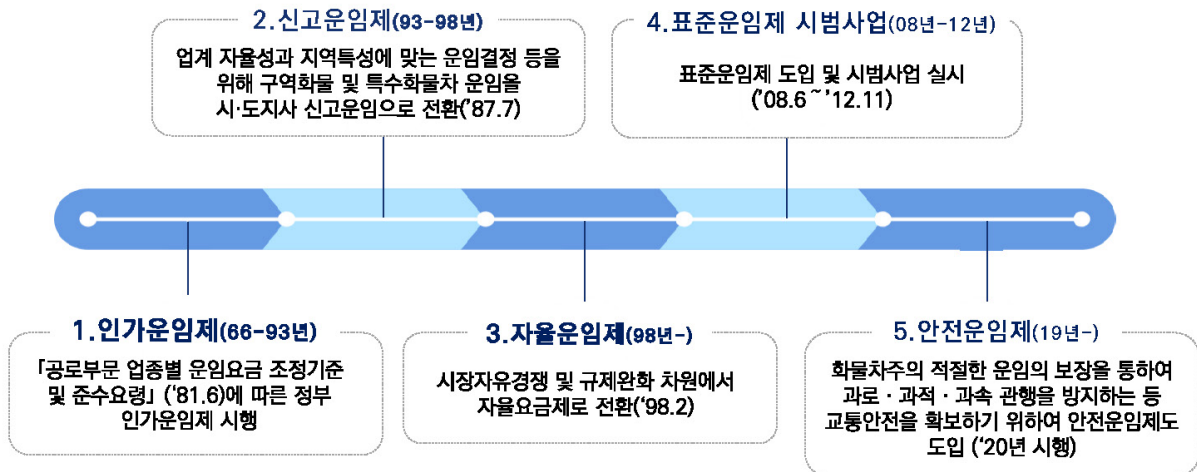 2.신고운임제(93-98년)
업계 자율성과 지역특성에 맞는 운임결정 등을
위해 구역화물 및 특수화물차 운임을
시·도지사 신고운임으로 전환('87.7)
4.표준운임제 시범사업(08년-12년)
표준운임제 도입 및 시범사업 실시
('08.6~'12.11)
1.인가운임제(66-93년)
「공로부문 업종별 운임요금 조정기준
및 준수요령」('81.6)에 따른 정부
인가운임제 시행
3.자율운임제(98년-)
시장자유경쟁 및 규제완화 차원에서
자율요금제로 전환('98.2)
5.안전운임제(19년-)
화물차주의 적절한 운임의 보장을 통하여
과로·과적·과속 관행을 방지하는 등
교통안전을 확보하기 위하여 안전운임제도
도입 ('20년 시행)